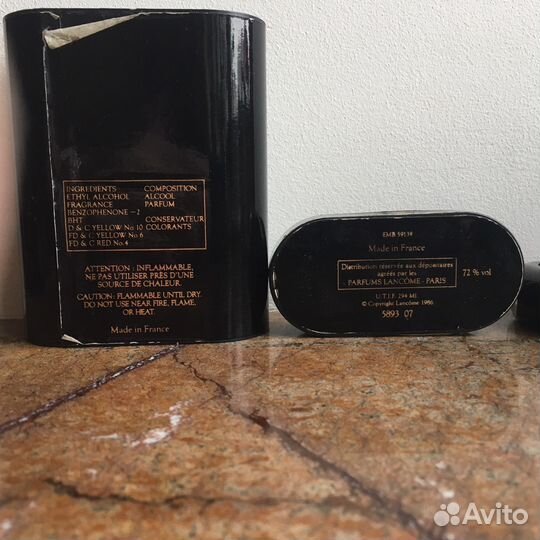 INGREDIENTS COMPOSITION
ETHYL ALCOHOL ALCOOL
FRAGRANCE PARFUM
BENZOPHENONE -2
BHT CONSERVATEUR
D & C YELLOW No 10 COLORANTS
FD & C YELLOW No 6
FD & C RED No 4
ATTENTION : INFLAMMABLE,
NE PAS UTILISER PRÈS D'UNE
SOURCE DE CHALEUR.
CAUTION: FLAMMABLE UNTIL DRY.
DO NOT USE NEAR FIRE, FLAME,
OR HEAT.
Made in France
EMB 59139
Made in France
Distribution réservée aux dépositaires
agréés par les
PARFUMS LANCÔME - PARIS
72 % vol
U.T.I.F. 294 ML
© Copyright Lancôme 1986
5893 07
Avito